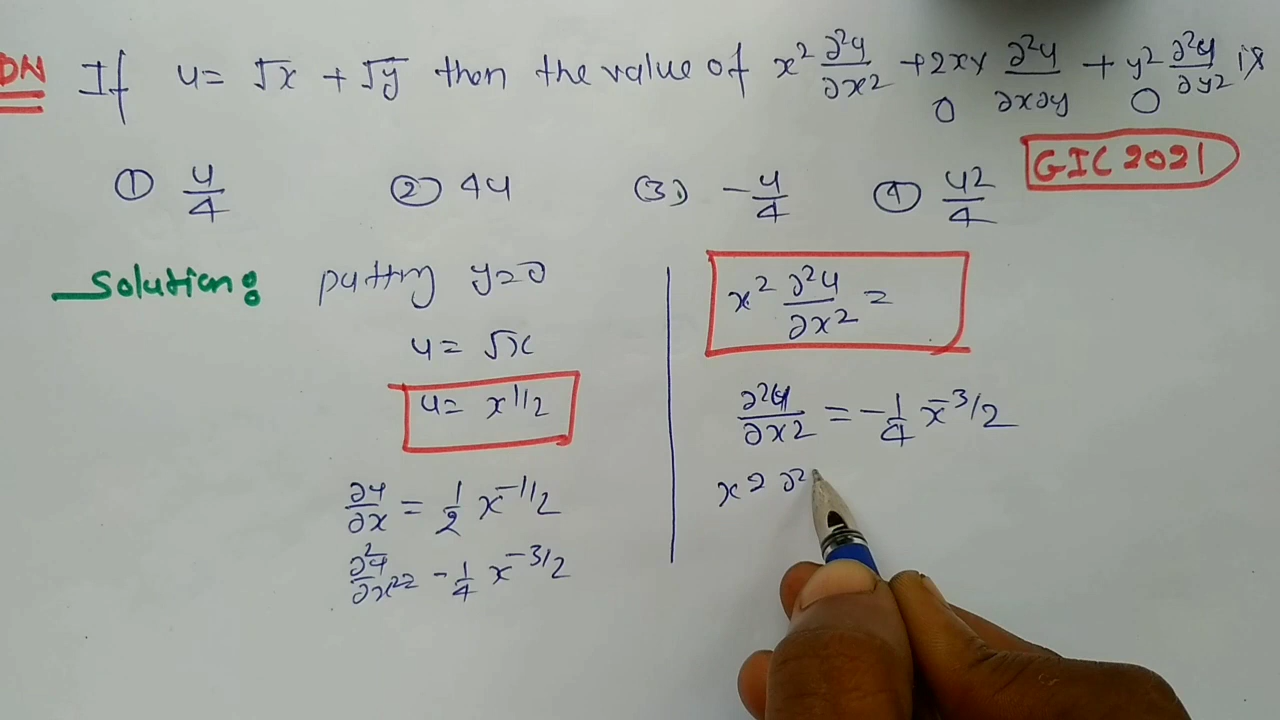 DN If u= √x + √y then the value of x² ∂²u/∂x2 + 2xy ∂²u/∂x∂y + y² ∂²u/∂y2 is
0 0
① u/4 ② 4u (3) -u/4 ④ u2/4 GIC 2021
Solution: putting y=0
u= √x
u= x1/2
∂u/∂x = 1/2 x-1/2
∂²u/∂x2= -1/4 x-3/2
x² ∂²u/∂x2 =
∂²u/∂x2 = -1/4 x-3/2
x2 ∂²